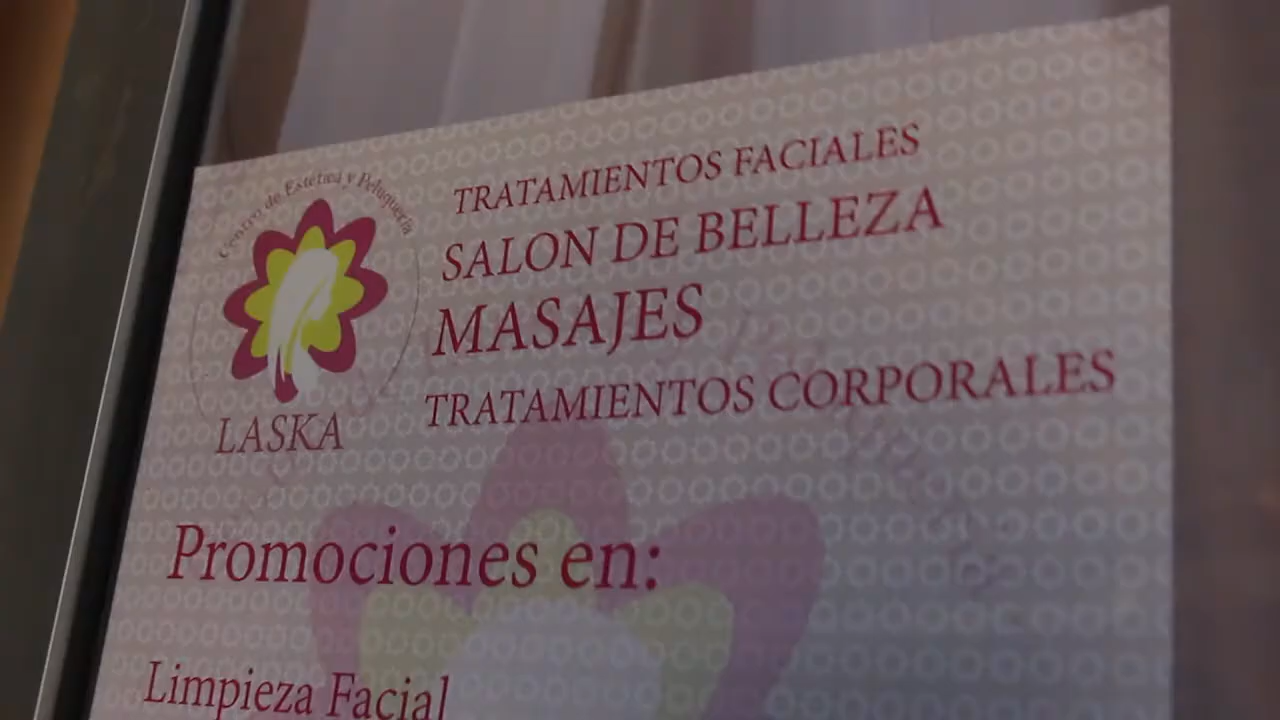 Centro de Estética y Peluquería
LASKA
TRATAMIENTOS FACIALES
SALON DE BELLEZA
MASAJES
TRATAMIENTOS CORPORALES
Promociones en:
Limpieza Facial